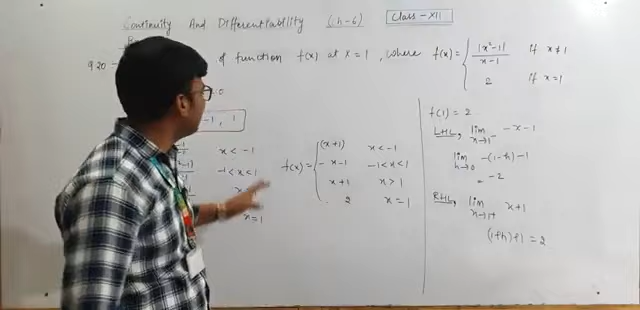 Continuity And Differentiability (ch-6) Class-XII
Q.20 - of function f(x) at x = 1, where f(x) = { |x²-1| / x-1 if x ≠ 1
2 if x = 1
-1, 1
x < -1
-1 < x < 1
x = 1
f(x) = { (x+1) x < -1
-x-1 -1 < x < 1
x+1 x > 1
2 x = 1
f(1) = 2
LHL, lim x→1⁻ -x-1
lim h→0 -(1-h)-1
= -2
RHL, lim x→1+ x+1
(1+h)+1 = 2